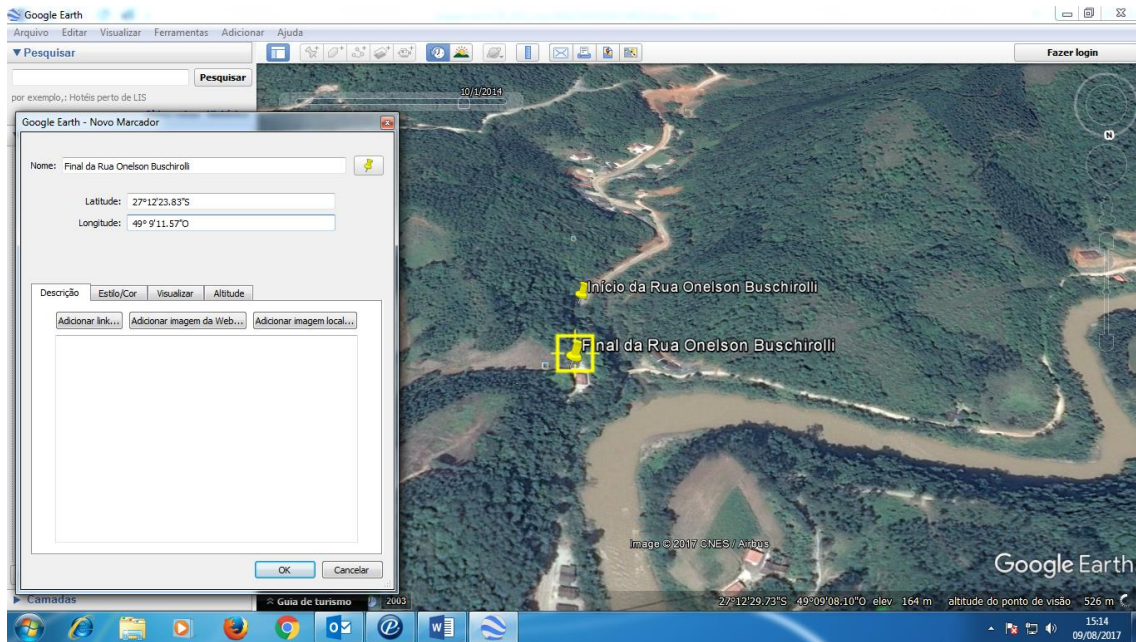 Google Earth
Arquivo Editar Visualizar Ferramentas Adicionar Ajuda
▼ Pesquisar
Fazer login
Pesquisar
por exemplo,: Hotéis perto de LIS
10/1/2014
N
Google Earth - Novo Marcador
Nome: Final da Rua Onelson Buschirolli
Latitude: 27°12'23.83"S
Longitude: 49° 9'11.57"O
Descrição Estilo/Cor Visualizar Altitude
Adicionar link... Adicionar imagem da Web... Adicionar imagem local...
Início da Rua Onelson Buschirolli
Final da Rua Onelson Buschirolli
Image © 2017 CNES / Airbus
Google Earth
OK Cancelar
Camadas
Guia de turismo 2003
27°12'29.73"S 49°09'08.10"O elev 164 m altitude do ponto de visão 526 m
15:14
09/08/2017